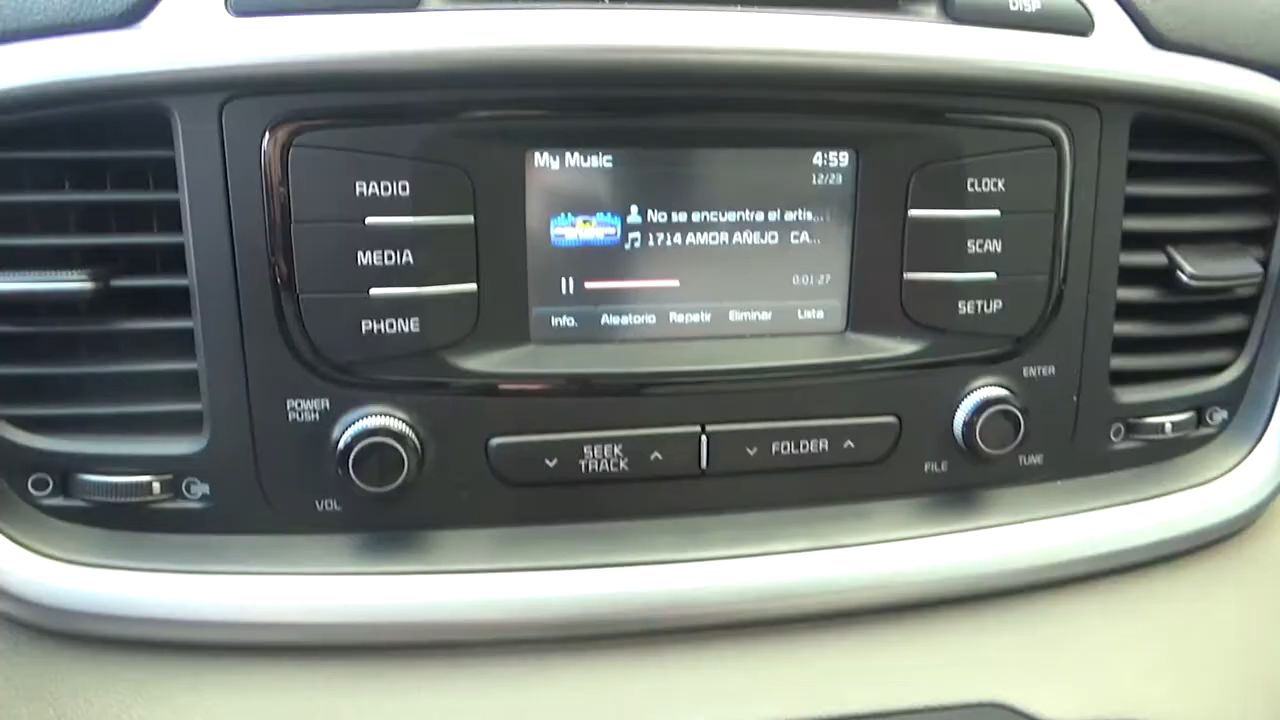 DISP
RADIO
MEDIA
PHONE
My Music
4:59
12/23
No se encuentra el artis...
1714 AMOR AÑEJO CA...
0:01:27
Info. Aleatorio Repetir Eliminar Lista
CLOCK
SCAN
SETUP
POWER
PUSH
VOL
SEEK
TRACK
FOLDER
ENTER
FILE
TUNE